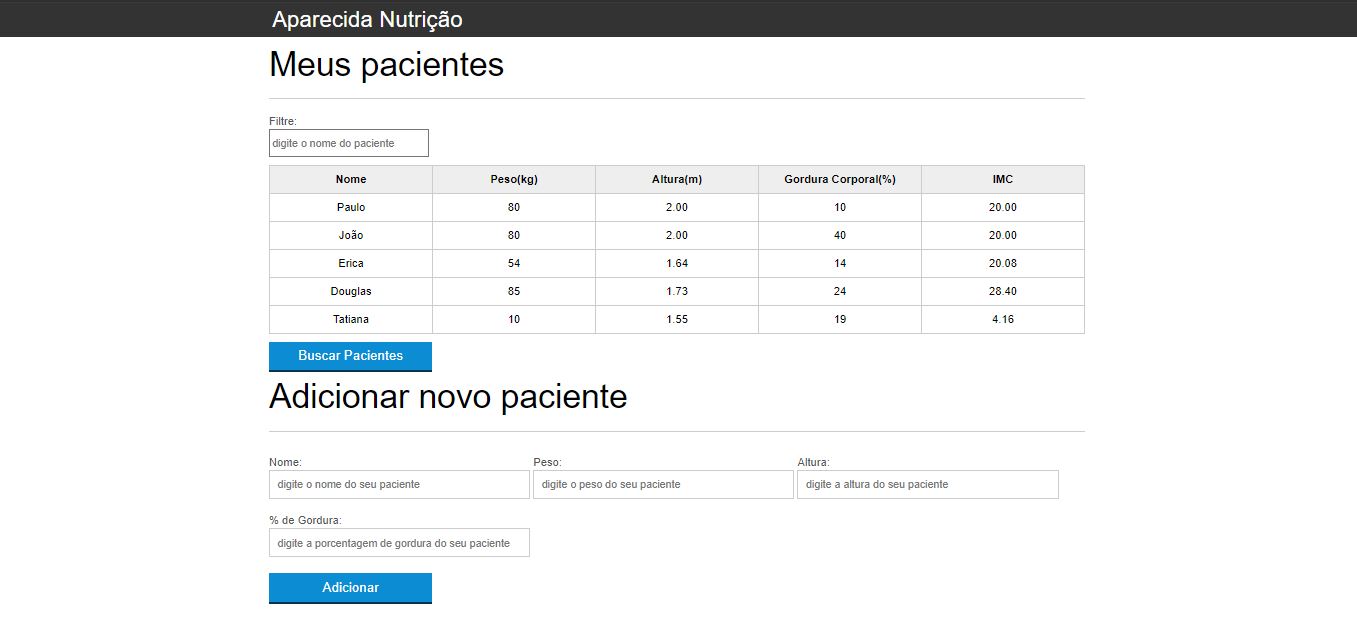 Aparecida Nutrição
Meus pacientes
Filtre:
digite o nome do paciente
Nome Peso(kg) Altura(m) Gordura Corporal(%) IMC
Paulo 80 2.00 10 20.00
João 80 2.00 40 20.00
Erica 54 1.64 14 20.08
Douglas 85 1.73 24 28.40
Tatiana 10 1.55 19 4.16
Buscar Pacientes
Adicionar novo paciente
Nome: Peso: Altura:
digite o nome do seu paciente digite o peso do seu paciente digite a altura do seu paciente
% de Gordura:
digite a porcentagem de gordura do seu paciente
Adicionar